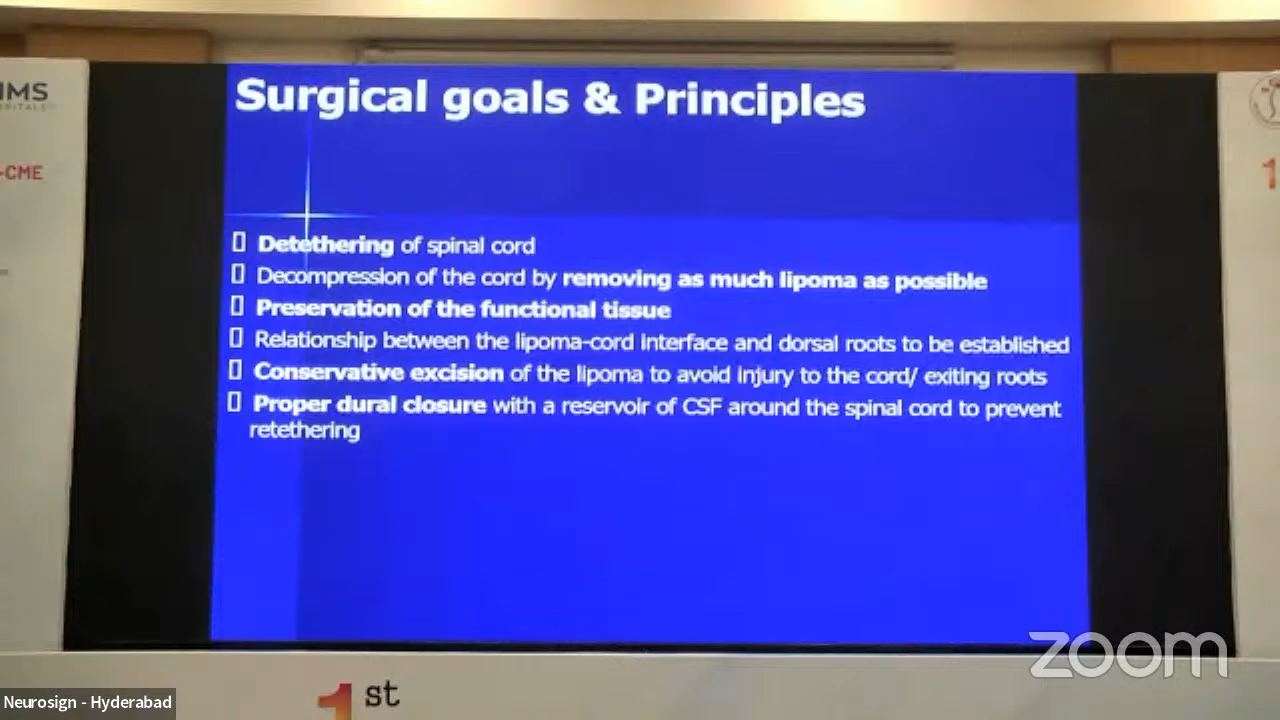 IMS
-CME
Surgical goals & Principles
Detethering of spinal cord
Decompression of the cord by removing as much lipoma as possible
Preservation of the functional tissue
Relationship between the lipoma-cord interface and dorsal roots to be established
Conservative excision of the lipoma to avoid injury to the cord/ exiting roots
Proper dural closure with a reservoir of CSF around the spinal cord to prevent
retethering
1
zoom
1st
Neurosign - Hyderabad